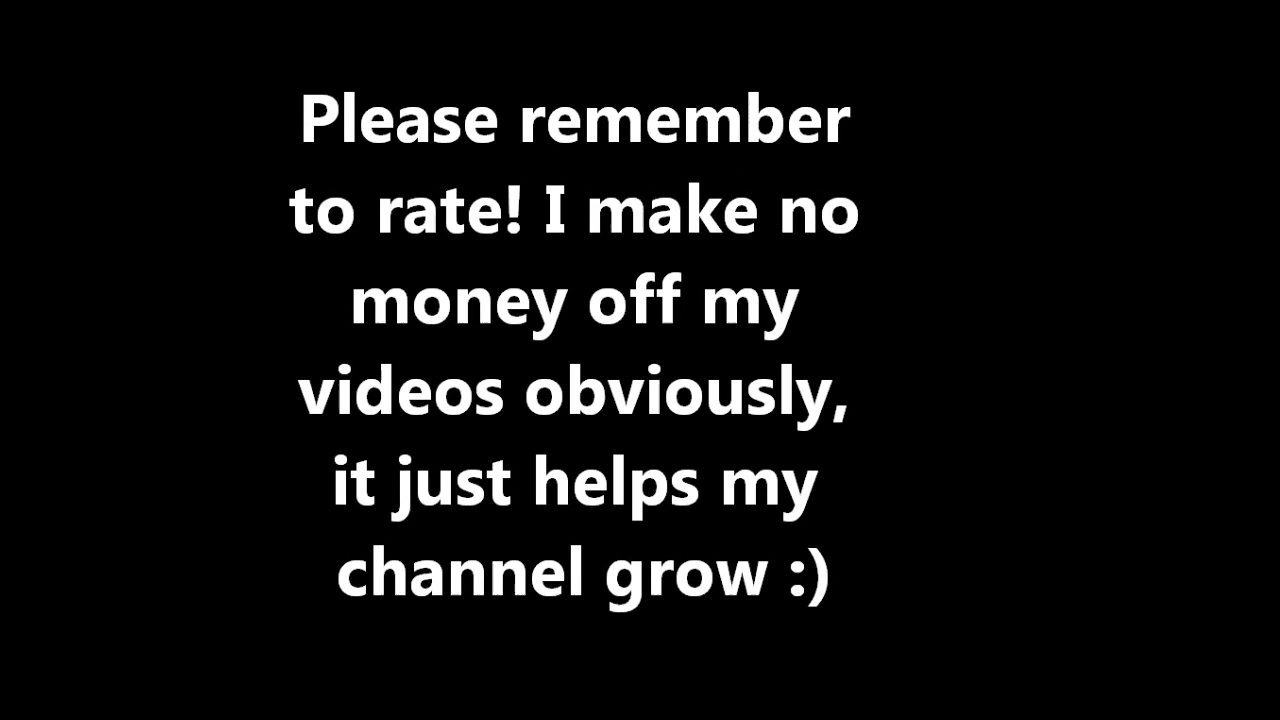 Please remember
to rate! I make no
money off my
videos obviously,
it just helps my
channel grow :)